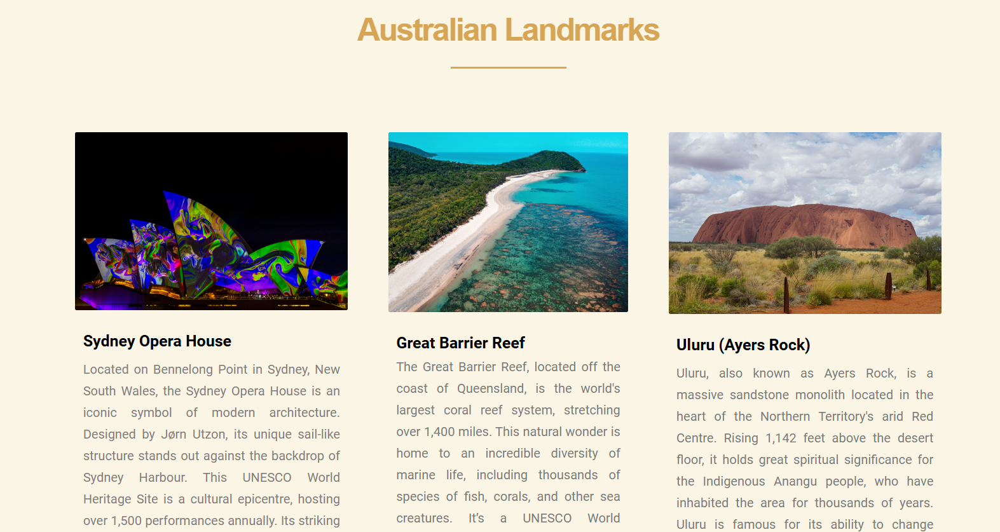 Australian Landmarks
Sydney Opera House
Located on Bennelong Point in Sydney, New
South Wales, the Sydney Opera House is an
iconic symbol of modern architecture.
Designed by Jørn Utzon, its unique sail-like
structure stands out against the backdrop of
Sydney Harbour. This UNESCO World
Heritage Site is a cultural epicentre, hosting
over 1,500 performances annually. Its striking
Great Barrier Reef
The Great Barrier Reef, located off the
coast of Queensland, is the world's
largest coral reef system, stretching
over 1,400 miles. This natural wonder is
home to an incredible diversity of
marine life, including thousands of
species of fish, corals, and other sea
creatures. It’s a UNESCO World
Uluru (Ayers Rock)
Uluru, also known as Ayers Rock, is a
massive sandstone monolith located in the
heart of the Northern Territory's arid Red
Centre. Rising 1,142 feet above the desert
floor, it holds great spiritual significance for
the Indigenous Anangu people, who have
inhabited the area for thousands of years.
Uluru is famous for its ability to change